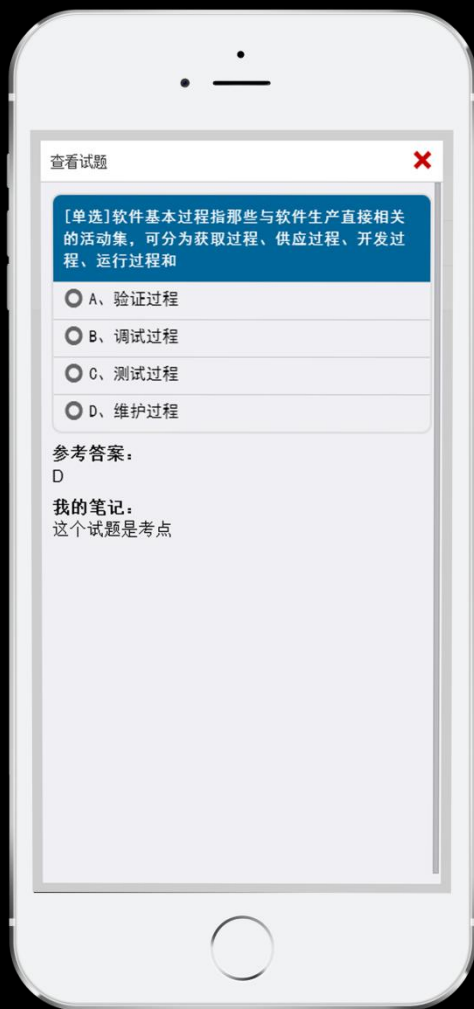 查看试题
[单选]软件基本过程指那些与软件生产直接相关
的活动集，可分为获取过程、供应过程、开发过
程、运行过程和
A、验证过程
B、调试过程
C、测试过程
D、维护过程
参考答案：
D
我的笔记：
这个试题是考点